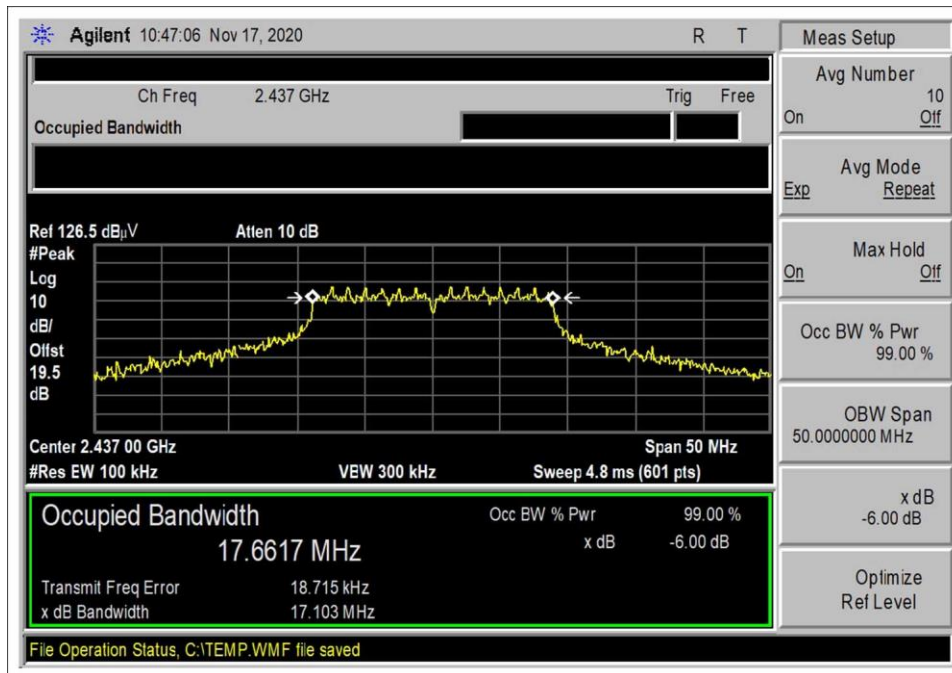 Agilent 10:47:06 Nov 17, 2020 R T
Ch Freq 2.437 GHz Trig Free
Occupied Bandwidth
Ref 126.5 dBµV Atten 10 dB
#Peak
Log
10
dB/
Offst
19.5
dB
Center 2.437 00 GHz Span 50 MHz
#Res EW 100 kHz VBW 300 kHz Sweep 4.8 ms (601 pts)
Occupied Bandwidth Occ BW % Pwr 99.00 %
17.6617 MHz x dB -6.00 dB
Transmit Freq Error 18.715 kHz
x dB Bandwidth 17.103 MHz
File Operation Status, C:\TEMP.WMF file saved
Meas Setup
Avg Number
10
On Off
Avg Mode
Exp Repeat
Max Hold
On Off
Occ BW % Pwr
99.00 %
OBW Span
50.0000000 MHz
x dB
-6.00 dB
Optimize
Ref Level